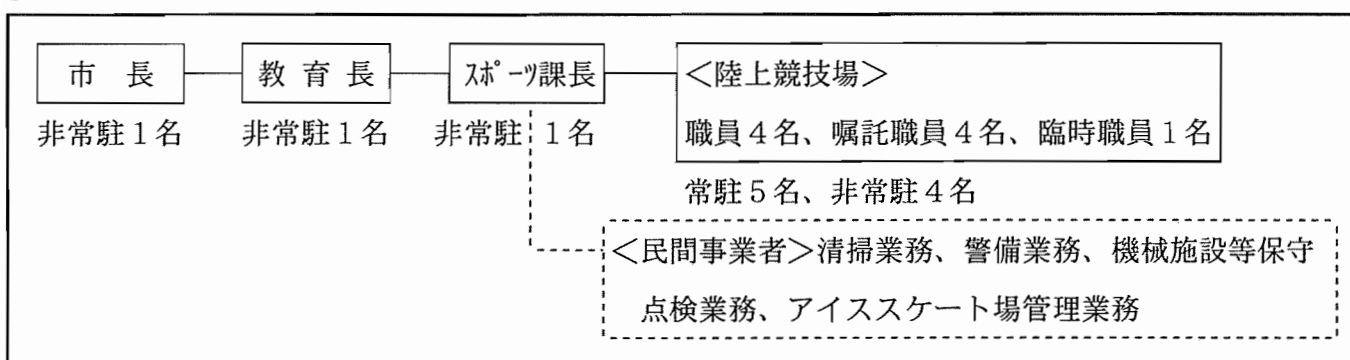 市 長
教 育 長
ｽﾎﾟｰﾂ課長
<陸上競技場>
職員４名、嘱託職員４名、臨時職員１名
非常駐１名
非常駐１名
非常駐 １名
常駐５名、非常駐４名
<民間事業者>清掃業務、警備業務、機械施設等保守
点検業務、アイススケート場管理業務